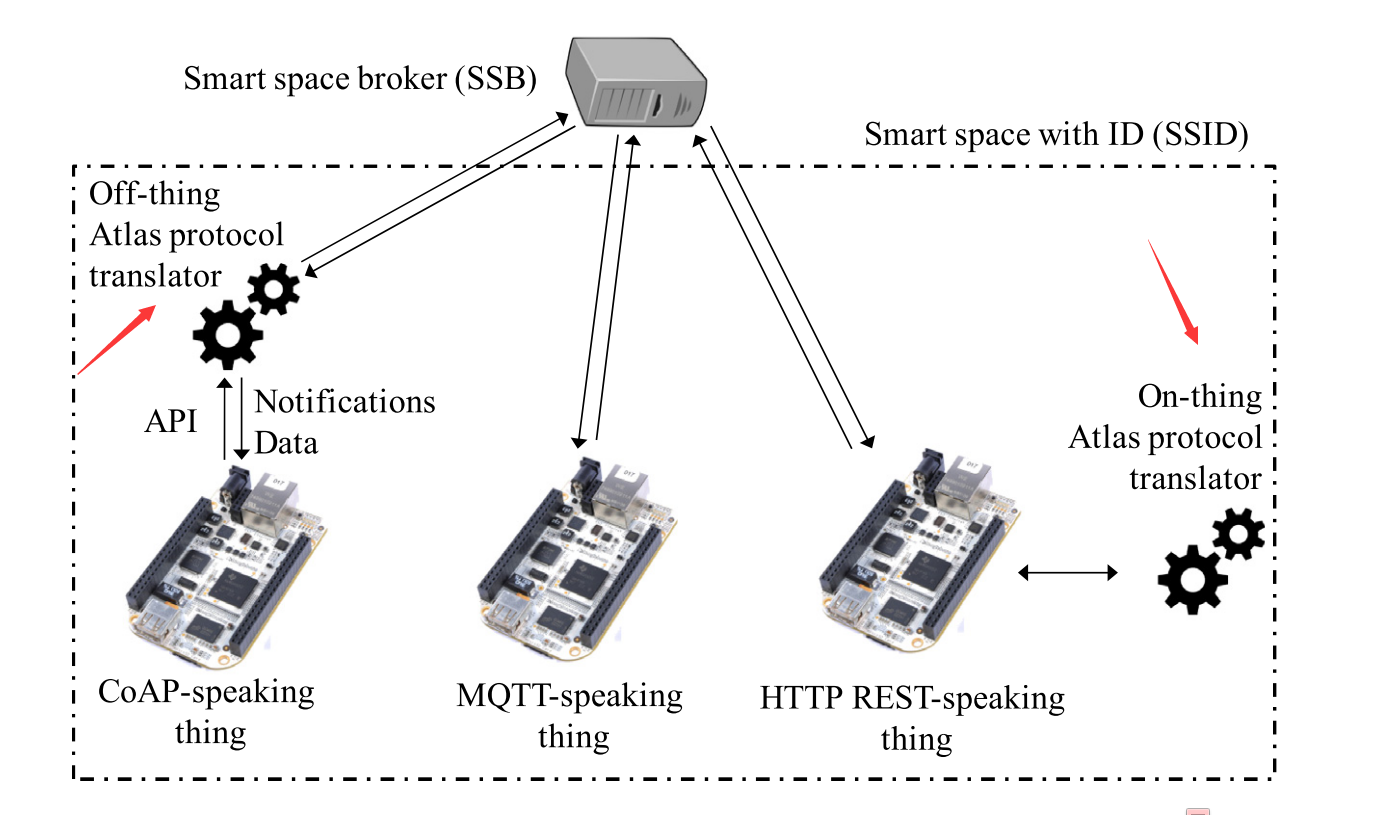 Smart space broker (SSB)
Smart space with ID (SSID)
Off-thing
Atlas protocol
translator
API
Notifications
Data
On-thing
Atlas protocol
translator
CoAP-speaking
thing
MQTT-speaking
thing
HTTP REST-speaking
thing